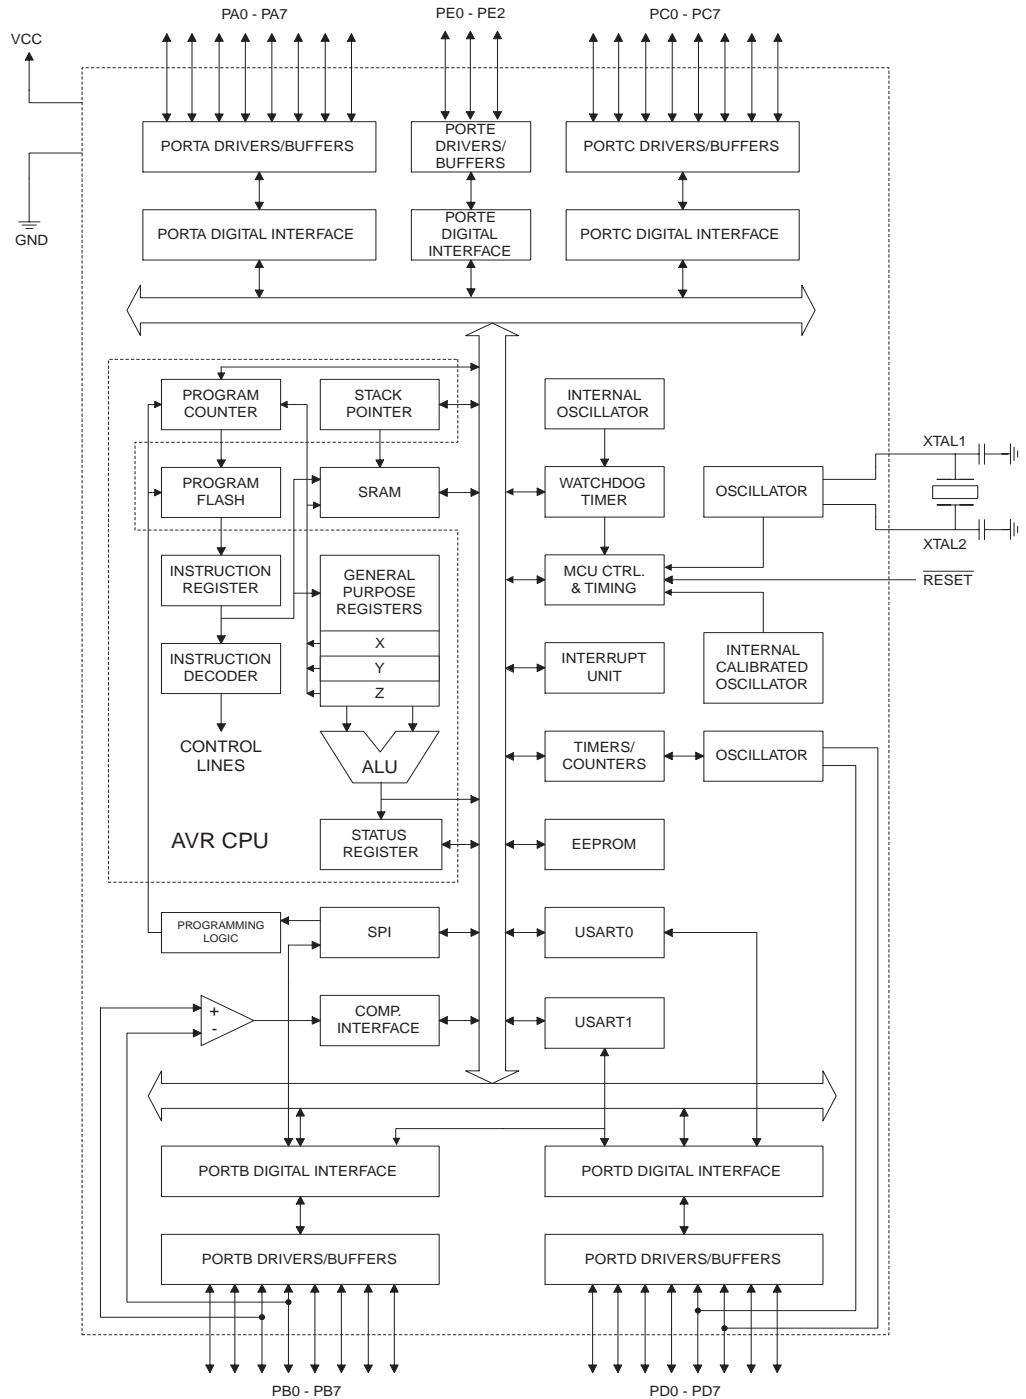 PA0 - PA7
PE0 - PE2
PC0 - PC7
VCC
PORTA DRIVERS/BUFFERS
PORTE
DRIVERS/
BUFFERS
PORTC DRIVERS/BUFFERS
GND
PORTA DIGITAL INTERFACE
PORTE
DIGITAL
INTERFACE
PORTC DIGITAL INTERFACE
PROGRAM
COUNTER
STACK
POINTER
INTERNAL
OSCILLATOR
XTAL1
PROGRAM
FLASH
SRAM
WATCHDOG
TIMER
OSCILLATOR
XTAL2
INSTRUCTION
REGISTER
GENERAL
PURPOSE
REGISTERS
MCU CTRL.
& TIMING
RESET
X
Y
Z
INSTRUCTION
DECODER
INTERRUPT
UNIT
INTERNAL
CALIBRATED
OSCILLATOR
CONTROL
LINES
ALU
TIMERS/
COUNTERS
OSCILLATOR
AVR CPU
STATUS
REGISTER
EEPROM
PROGRAMMING
LOGIC
SPI
USART0
+
-
COMP.
INTERFACE
USART1
PORTB DIGITAL INTERFACE
PORTD DIGITAL INTERFACE
PORTB DRIVERS/BUFFERS
PORTD DRIVERS/BUFFERS
PB0 - PB7
PD0 - PD7